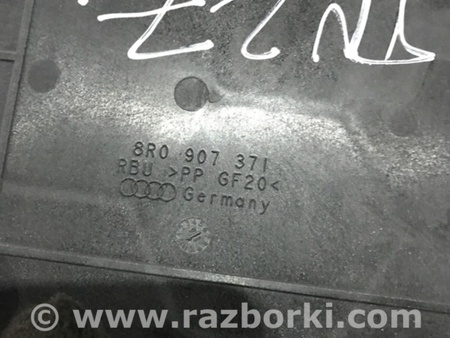 8R0 907 371
RBU >PP GF20<
Germany
© www.razborki.com